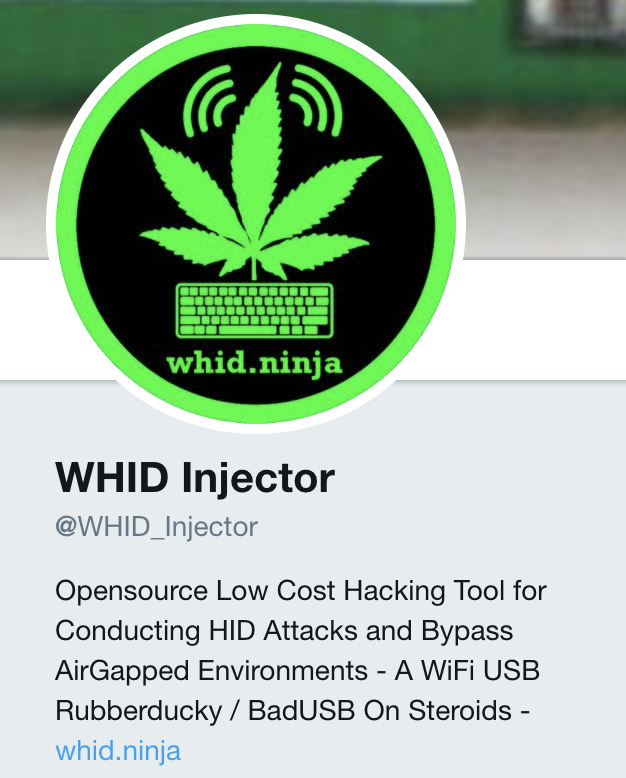 whid.ninja
WHID Injector
@WHID_Injector
Opensource Low Cost Hacking Tool for
Conducting HID Attacks and Bypass
AirGapped Environments - A WiFi USB
Rubberducky / BadUSB On Steroids -
whid.ninja